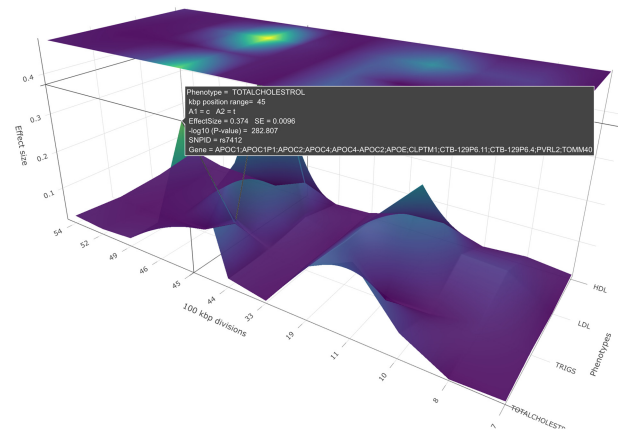 0.4
0.3
0.2
0.1
Effect size
Phenotype = TOTALCHOLESTROL
kbp position range= 45
A1 = c A2 = t
EffectSize = 0.374 SE = 0.0096
-log10 (P-value) = 282.807
SNPID = rs7412
Gene = APOC1;APOC1P1;APOC2;APOC4;APOC4-APOC2;APOE;CLPTM1;CTB-129P6.11;CTB-129P6.4;PVRL2;TOMM40
54
52
49
46
45
44
33
19
11
10
8
7
100 kbp divisions
HDL
LDL
TRIGS
TOTALCHOLEST
Phenotypes